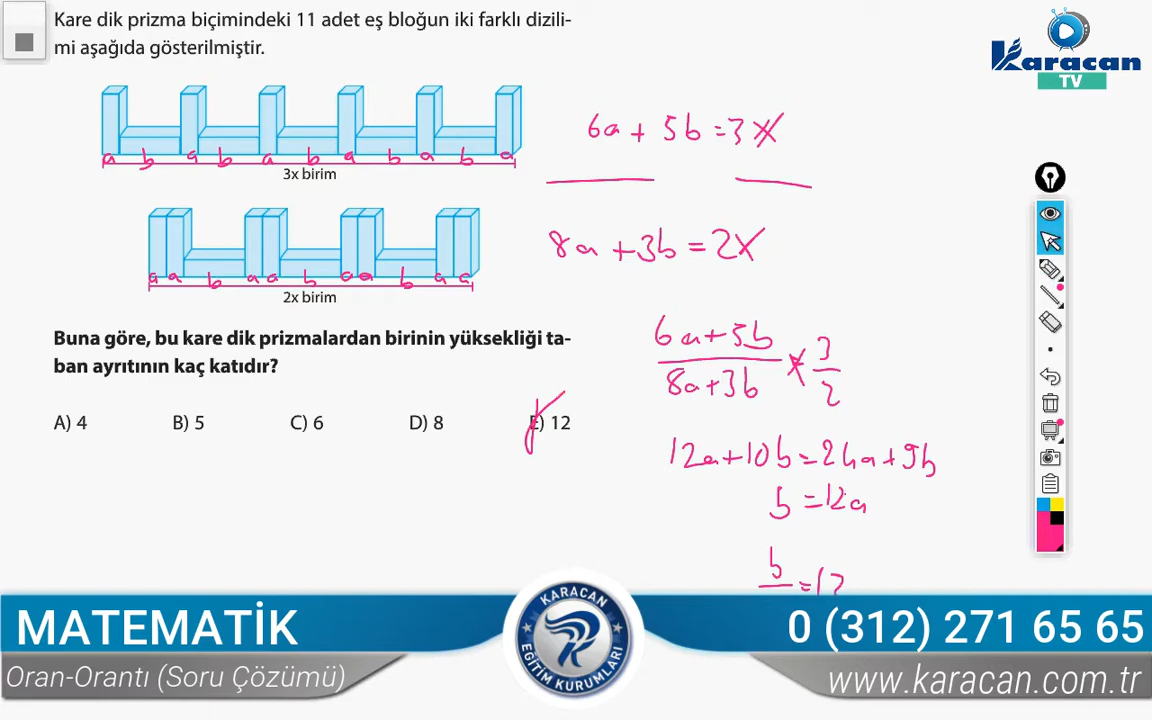 Kare dik prizma biçimindeki 11 adet eş bloğun iki farklı dizili-
mi aşağıda gösterilmiştir.
Karacan
TV
a b a b a b a b a b a
3x birim
6a + 5b = 3x
a a b a a b a a b a a
2x birim
8a + 3b = 2x
Buna göre, bu kare dik prizmalardan birinin yüksekliği ta-
ban ayrıtının kaç katıdır?
6a+5b 3
8a+3b 2
A) 4 B) 5 C) 6 D) 8 E) 12
12a+10b=24a+9b
b =12a
b
=12
MATEMATİK
Oran-Orantı (Soru Çözümü)
KARACAN
EĞİTİM KURUMLARI
0 (312) 271 65 65
www.karacan.com.tr